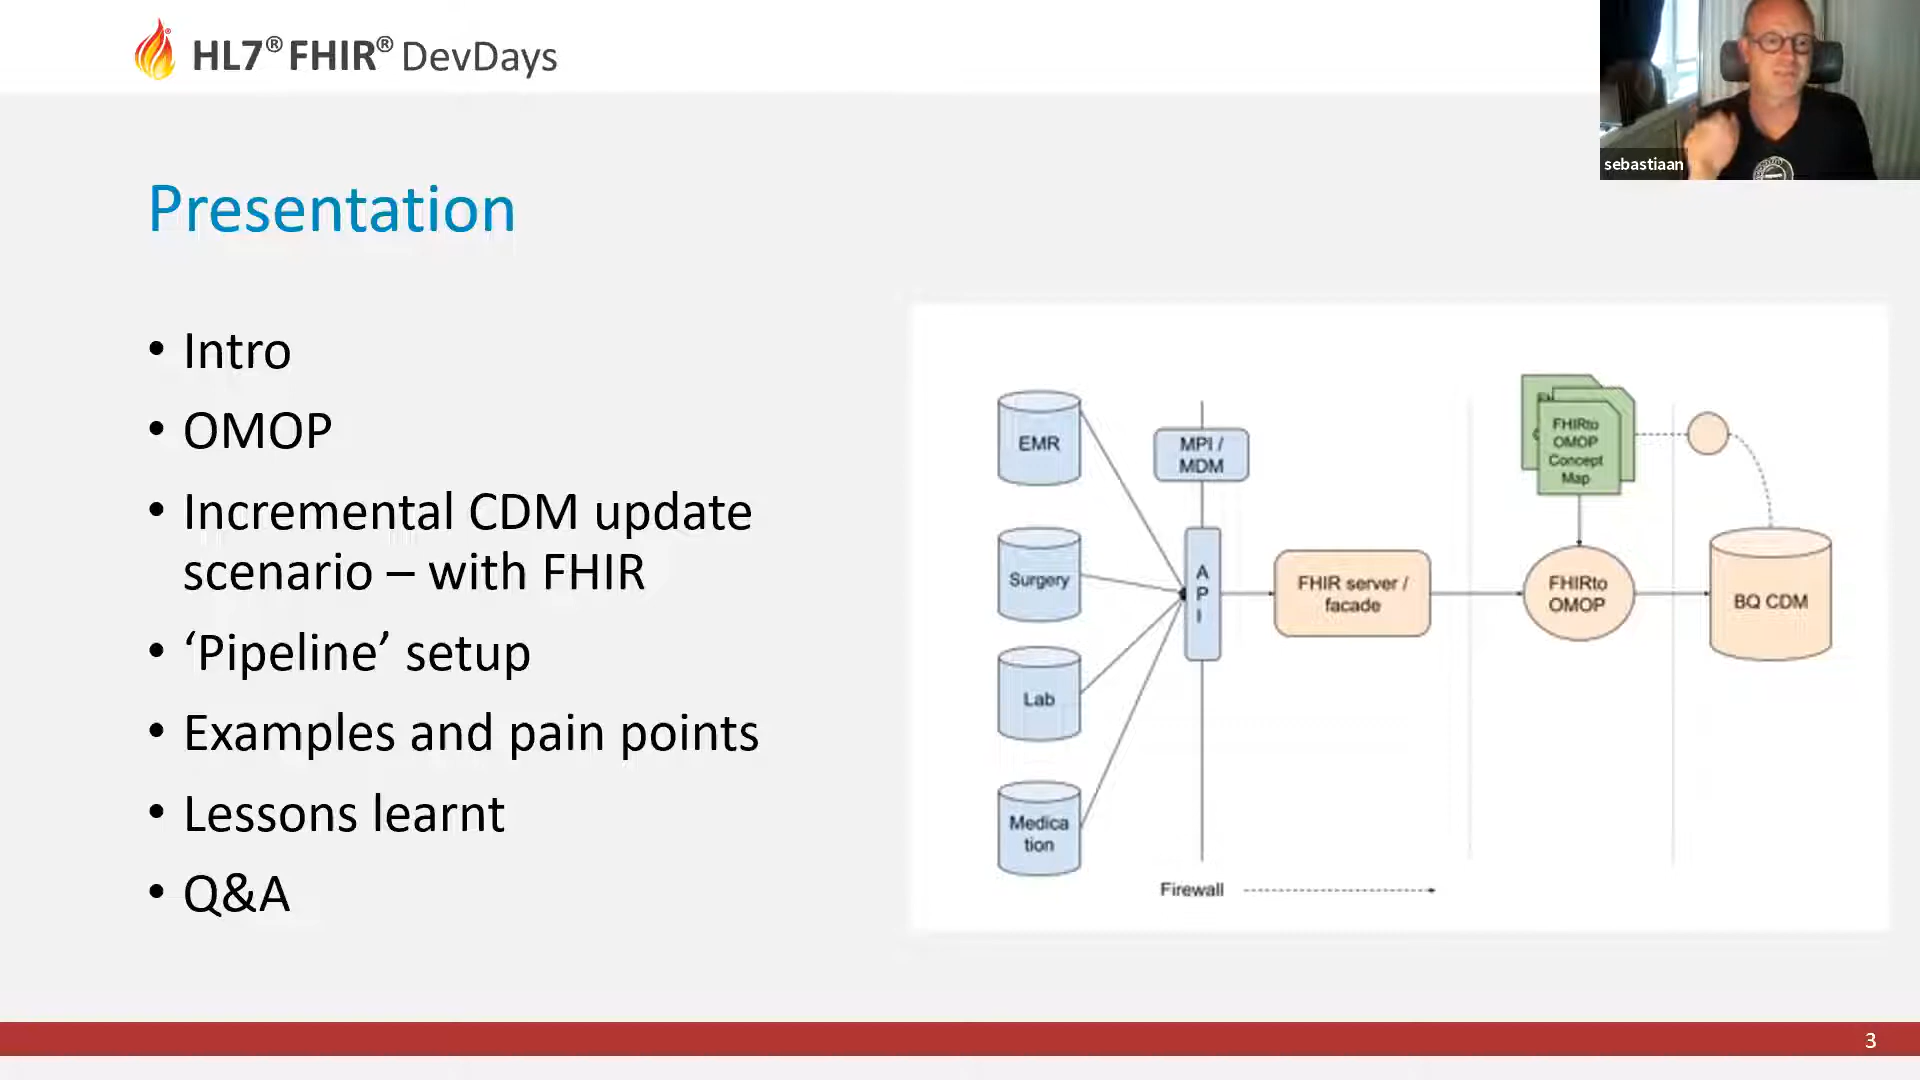 HL7® FHIR® DevDays
sebastiaan
Presentation
• Intro
• OMOP
• Incremental CDM update
scenario – with FHIR
• ‘Pipeline’ setup
• Examples and pain points
• Lessons learnt
• Q&A
EMR
Surgery
Lab
Medica
tion
MPI /
MDM
A
P
I
Firewall
FHIR server /
facade
FHIRto
OMOP
Concept
Map
FHIRto
OMOP
BQ CDM
3